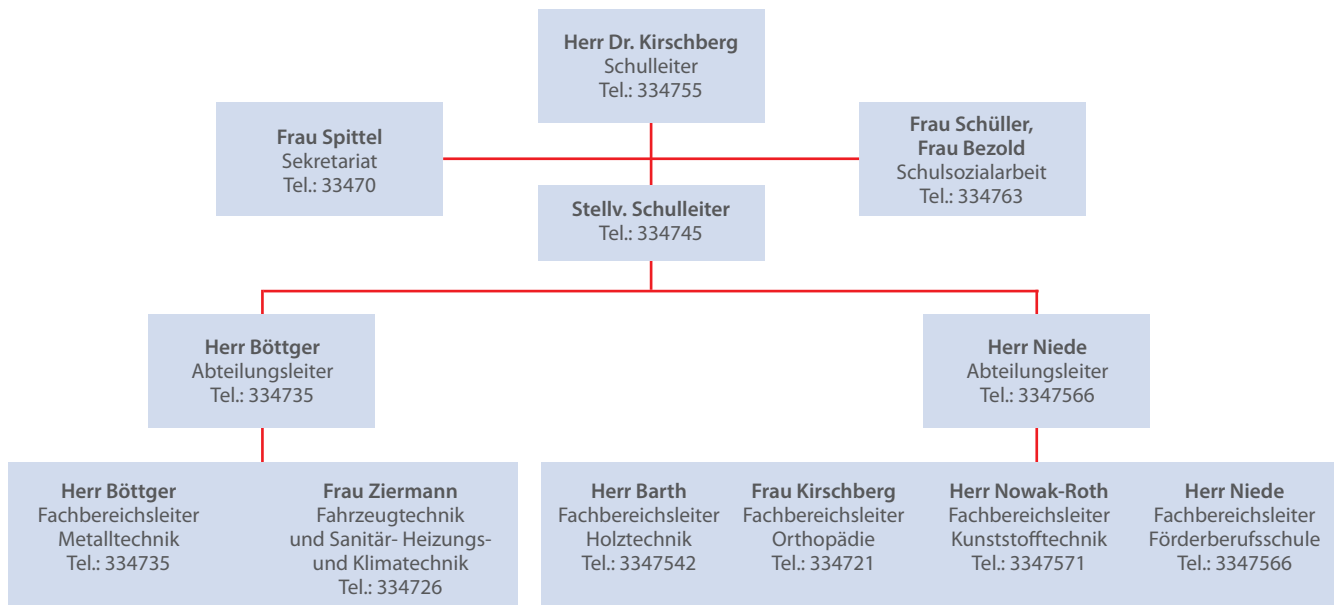 Herr Dr. Kirschberg
Schulleiter
Tel.: 334755
Frau Spittel
Sekretariat
Tel.: 33470
Frau Schüller,
Frau Bezold
Schulsozialarbeit
Tel.: 334763
Stellv. Schulleiter
Tel.: 334745
Herr Böttger
Abteilungsleiter
Tel.: 334735
Herr Niede
Abteilungsleiter
Tel.: 3347566
Herr Böttger
Fachbereichsleiter
Metalltechnik
Tel.: 334735
Frau Ziermann
Fahrzeugtechnik
und Sanitär- Heizungs-
und Klimatechnik
Tel.: 334726
Herr Barth
Fachbereichsleiter
Holztechnik
Tel.: 3347542
Frau Kirschberg
Fachbereichsleiter
Orthopädie
Tel.: 334721
Herr Nowak-Roth
Fachbereichsleiter
Kunststofftechnik
Tel.: 3347571
Herr Niede
Fachbereichsleiter
Förderberufsschule
Tel.: 3347566